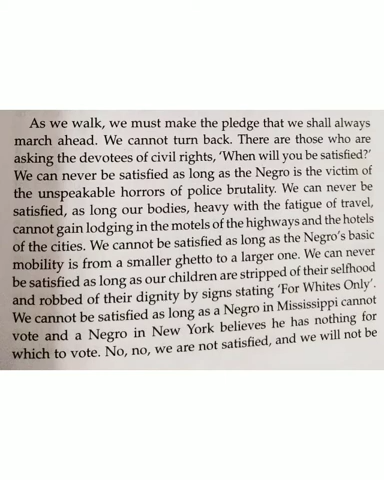 As we walk, we must make the pledge that we shall always
march ahead. We cannot turn back. There are those who are
asking the devotees of civil rights, ‘When will you be satisfied?’
We can never be satisfied as long as the Negro is the victim of
the unspeakable horrors of police brutality. We can never be
satisfied, as long our bodies, heavy with the fatigue of travel,
cannot gain lodging in the motels of the highways and the hotels
of the cities. We cannot be satisfied as long as the Negro’s basic
mobility is from a smaller ghetto to a larger one. We can never
be satisfied as long as our children are stripped of their selfhood
and robbed of their dignity by signs stating ‘For Whites Only’.
We cannot be satisfied as long as a Negro in Mississippi cannot
vote and a Negro in New York believes he has nothing for
which to vote. No, no, we are not satisfied, and we will not be